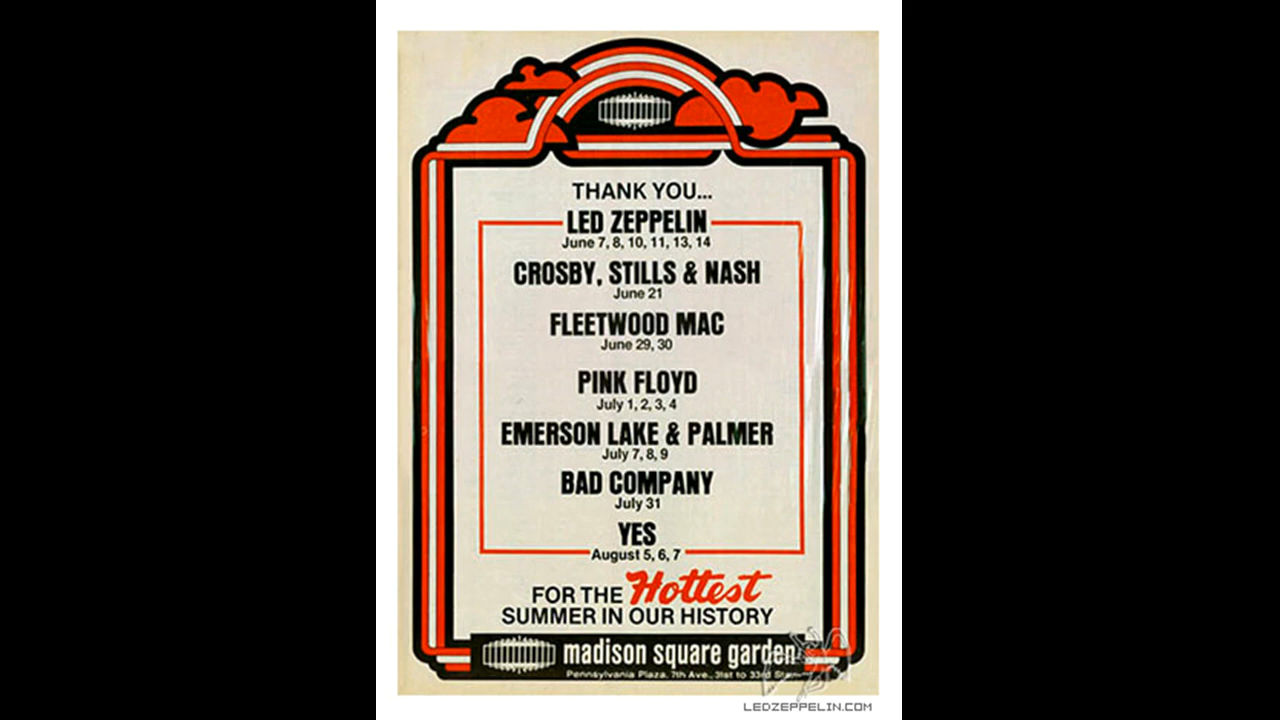 THANK YOU...
LED ZEPPELIN
June 7, 8, 10, 11, 13, 14
CROSBY, STILLS & NASH
June 21
FLEETWOOD MAC
June 29, 30
PINK FLOYD
July 1, 2, 3, 4
EMERSON LAKE & PALMER
July 7, 8, 9
BAD COMPANY
July 31
YES
August 5, 6, 7
FOR THE Hottest
SUMMER IN OUR HISTORY
madison square garden
Pennsylvania Plaza, 7th Ave., 31st to 33rd Sts.
LEDZEPPELIN.COM